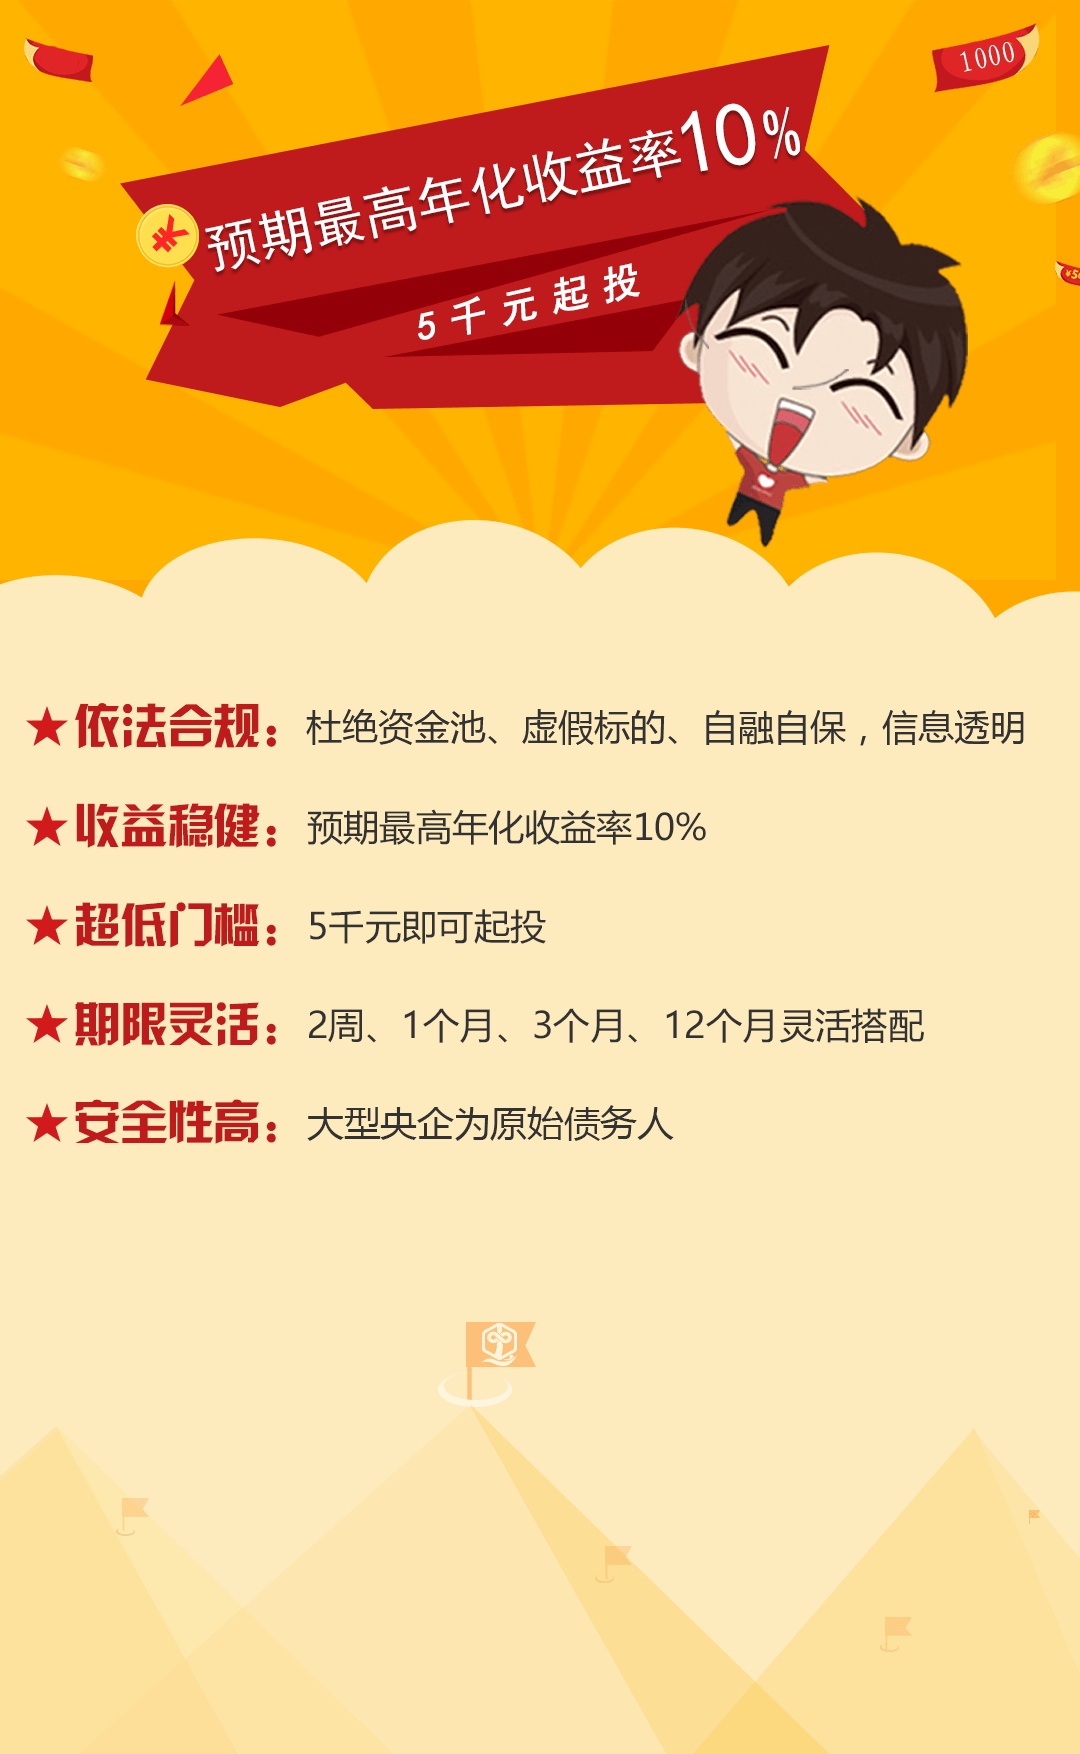 1000
预期最高年化收益率10%
¥50
5千元起投
★依法合规：杜绝资金池、虚假标的、自融自保，信息透明
★收益稳健：预期最高年化收益率10%
★超低门槛：5千元即可起投
★期限灵活：2周、1个月、3个月、12个月灵活搭配
★安全性高：大型央企为原始债务人